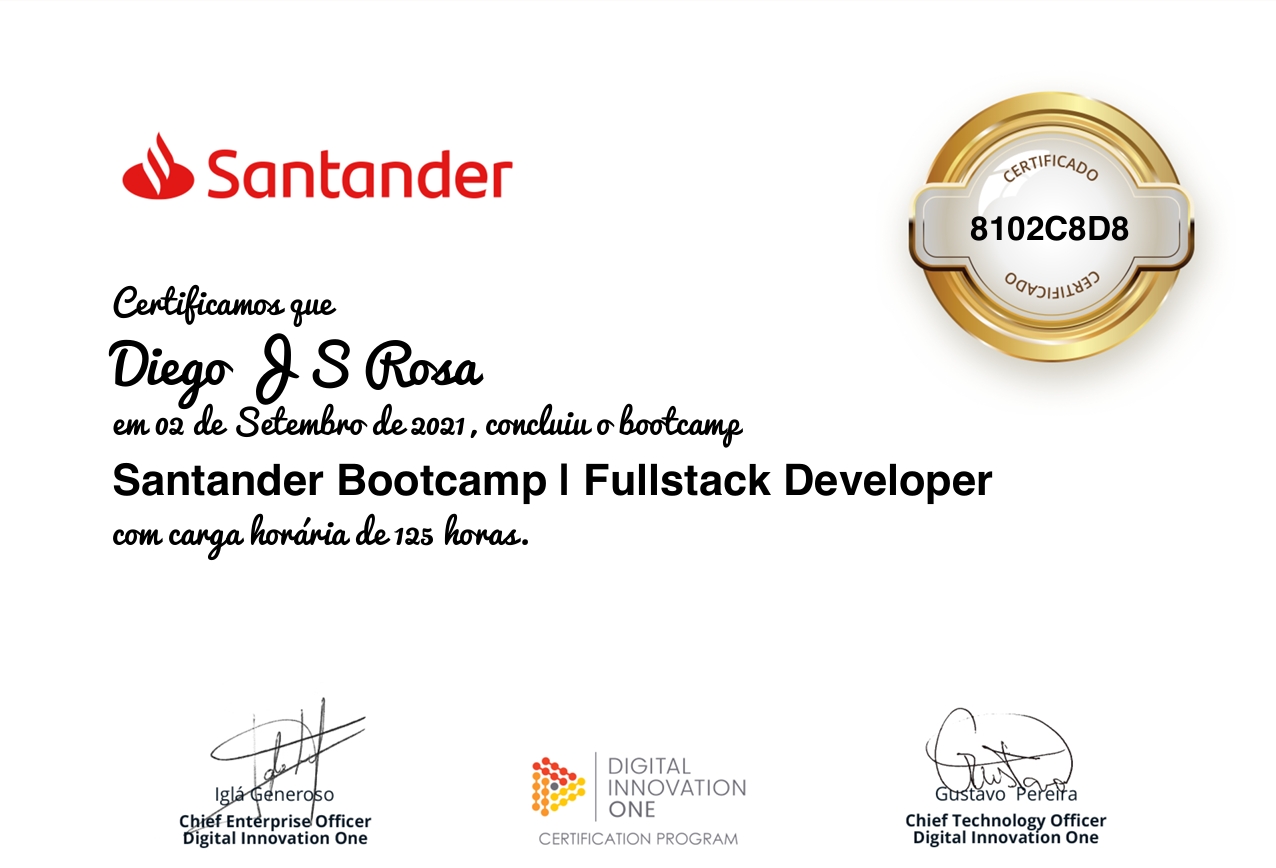 Santander
CERTIFICADO
8102C8D8
CERTIFICADO
Certificamos que
Diego J S Rosa
em 02 de Setembro de 2021, concluiu o bootcamp
Santander Bootcamp | Fullstack Developer
com carga horária de 125 horas.
Iglá Generoso
Chief Enterprise Officer
Digital Innovation One
DIGITAL
INNOVATION
ONE
CERTIFICATION PROGRAM
Gustavo Pereira
Chief Technology Officer
Digital Innovation One